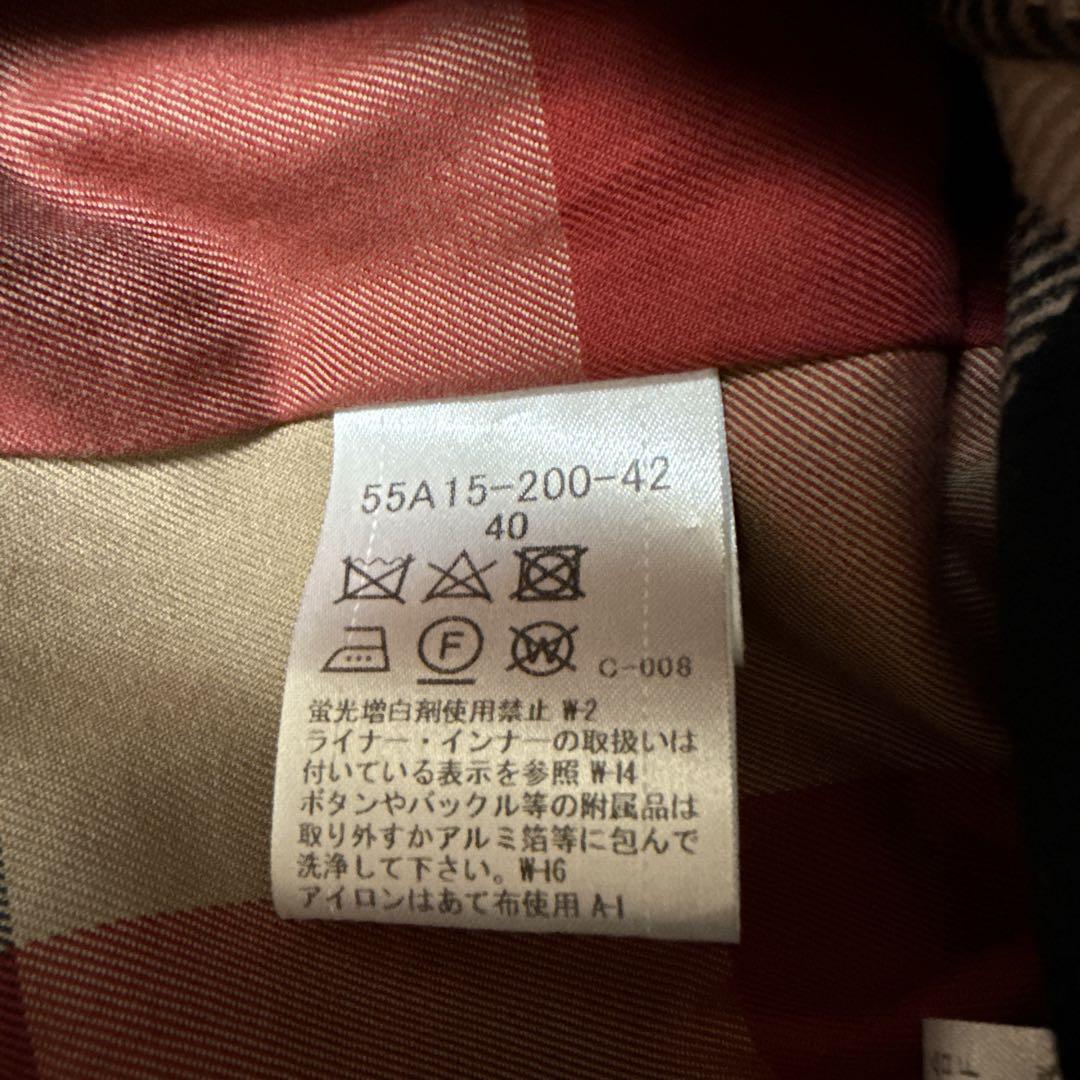 55A15-200-42
40
F
W
C-008
蛍光増白剤使用禁止 W-2
ライナー・インナーの取扱いは
付いている表示を参照 W-14
ボタンやバックル等の附属品は
取り外すかアルミ箔等に包んで
洗浄して下さい。W-16
アイロンはあて布使用 A-1